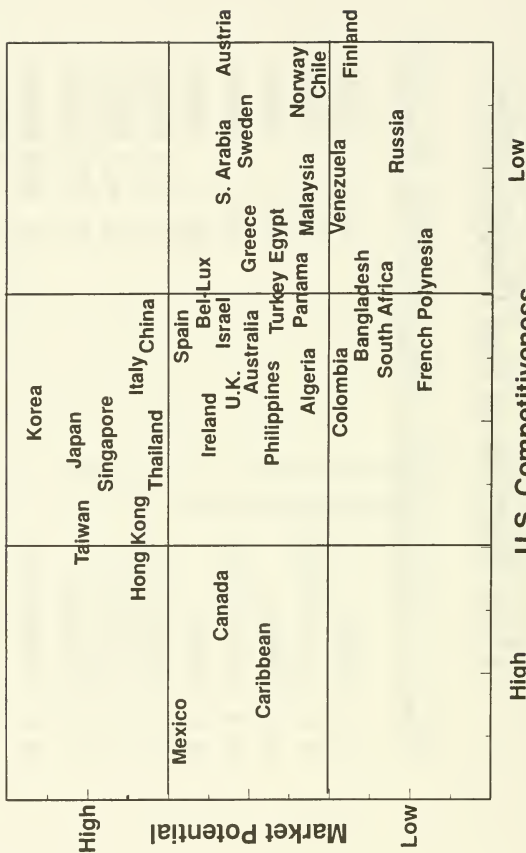 Korea
High
Japan
Taiwan
Singapore
Italy
China
Hong Kong
Thailand
Mexico
Spain
Bel-Lux
Ireland
Israel
S. Arabia
Austria
Canada
U.K.
Australia
Greece
Sweden
Caribbean
Philippines
Turkey
Egypt
Panama
Norway
Algeria
Malaysia
Chile
Market Potential
Colombia
Venezuela
Finland
Bangladesh
South Africa
Russia
Low
French Polynesia
High
Low
U.S. Competitiveness